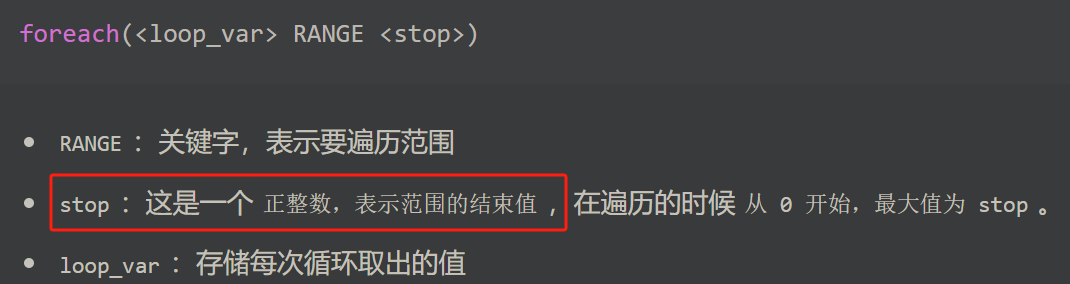 foreach(<loop_var> RANGE <stop>)
RANGE ：关键字，表示要遍历范围
stop ：这是一个 正整数，表示范围的结束值 ，在遍历的时候 从 0 开始，最大值为 stop 。
loop_var ：存储每次循环取出的值